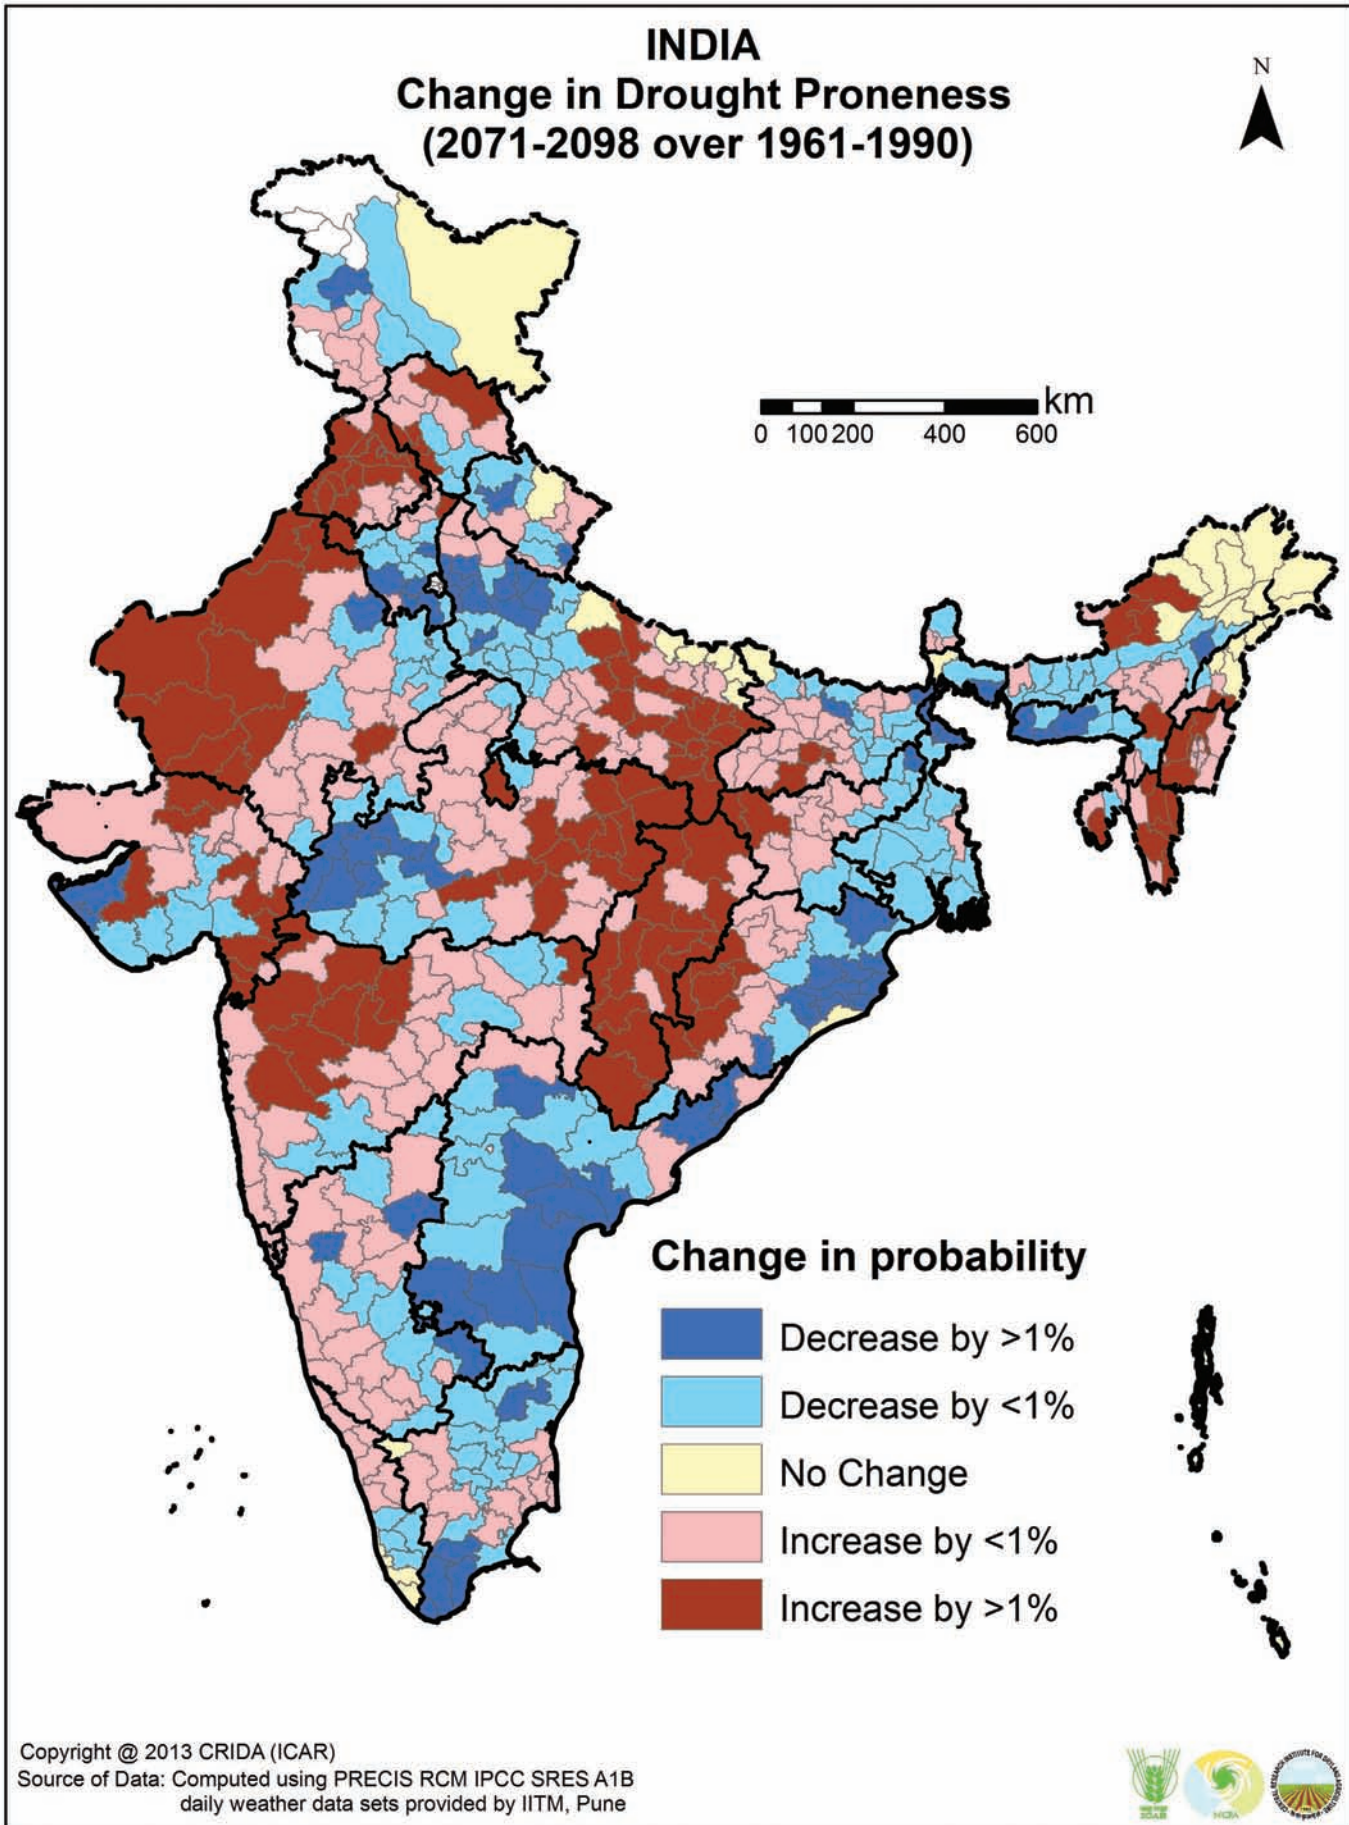 INDIA
Change in Drought Proneness
(2071-2098 over 1961-1990)
N
km
0 100 200 400 600
Change in probability
Decrease by >1%
Decrease by <1%
No Change
Increase by <1%
Increase by >1%
Copyright @ 2013 CRIDA (ICAR)
Source of Data: Computed using PRECIS RCM IPCC SRES A1B
daily weather data sets provided by IITM, Pune
ICAR
NICRA